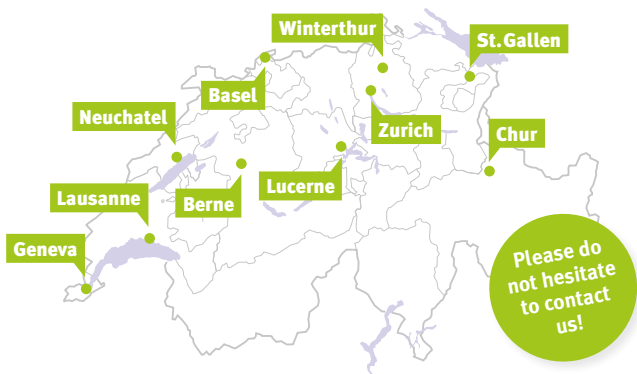 Winterthur
St. Gallen
Basel
Neuchatel
Zurich
Chur
Lucerne
Lausanne
Berne
Geneva
Please do
not hesitate
to contact
us!